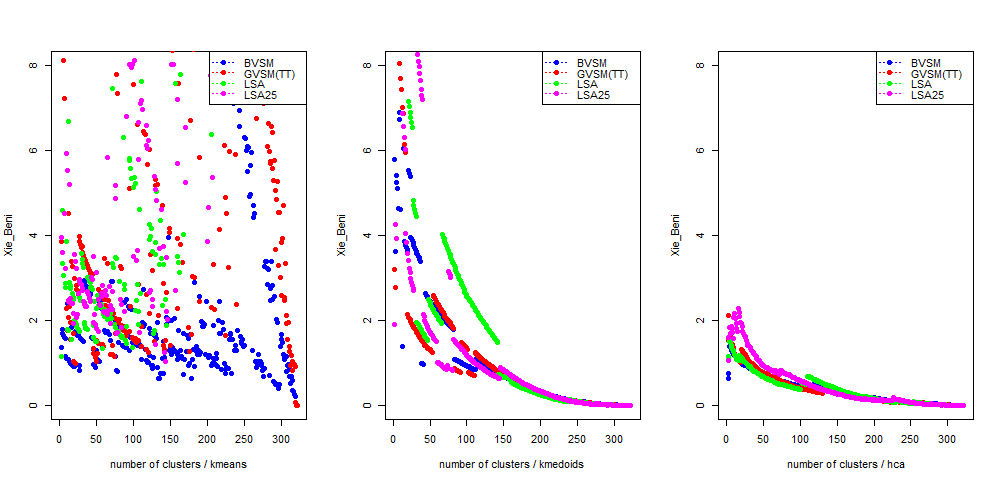 Xie_Beni
8
6
4
2
0
BVSM
GVSM(TT)
LSA
LSA25
0 50 100 150 200 250 300
number of clusters / kmeans
Xie_Beni
8
6
4
2
0
BVSM
GVSM(TT)
LSA
LSA25
0 50 100 150 200 250 300
number of clusters / kmedoids
Xie_Beni
8
6
4
2
0
BVSM
GVSM(TT)
LSA
LSA25
0 50 100 150 200 250 300
number of clusters / hca